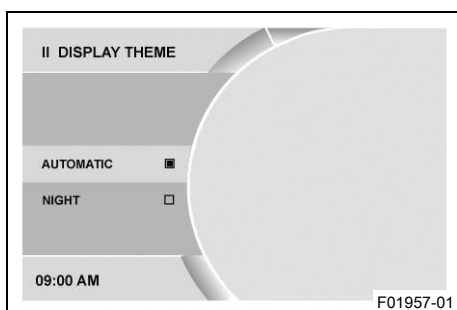 II DISPLAY THEME
AUTOMATIC
NIGHT
09:00 AM
F01957-01